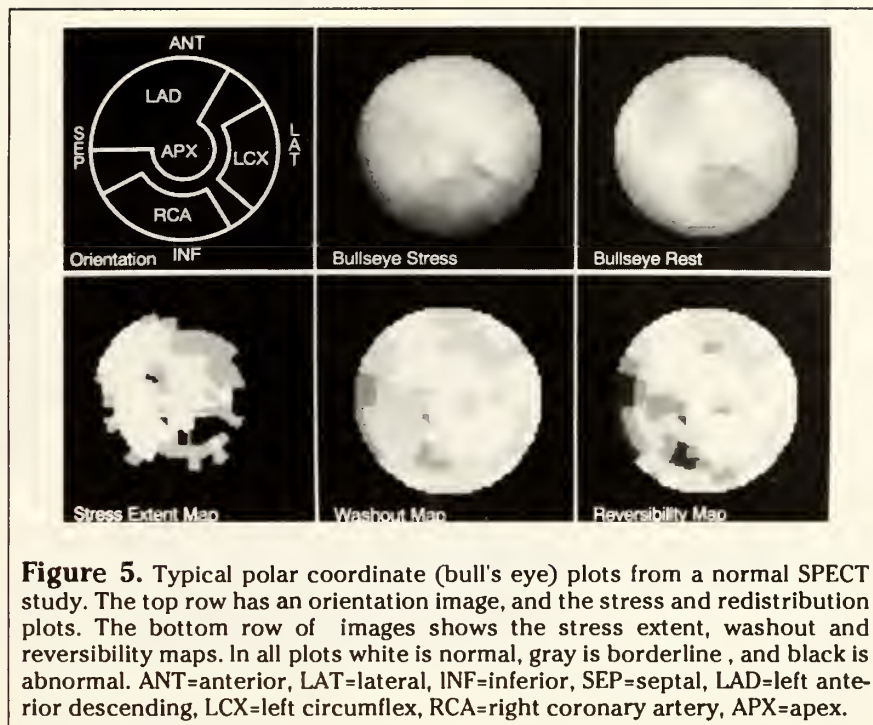 ANT
LAD
SEP
APX
LCX
LAT
RCA
Orientation INF
Bullseye Stress
Bullseye Rest
Stress Extent Map
Washout Map
Reversibility Map
Figure 5. Typical polar coordinate (bull's eye) plots from a normal SPECT
study. The top row has an orientation image, and the stress and redistribution
plots. The bottom row of images shows the stress extent, washout and
reversibility maps. In all plots white is normal, gray is borderline , and black is
abnormal. ANT=anterior, LAT=lateral, INF=inferior, SEP=septal, LAD=left ante-
rior descending, LCX=left circumflex, RCA=right coronary artery, APX=apex.